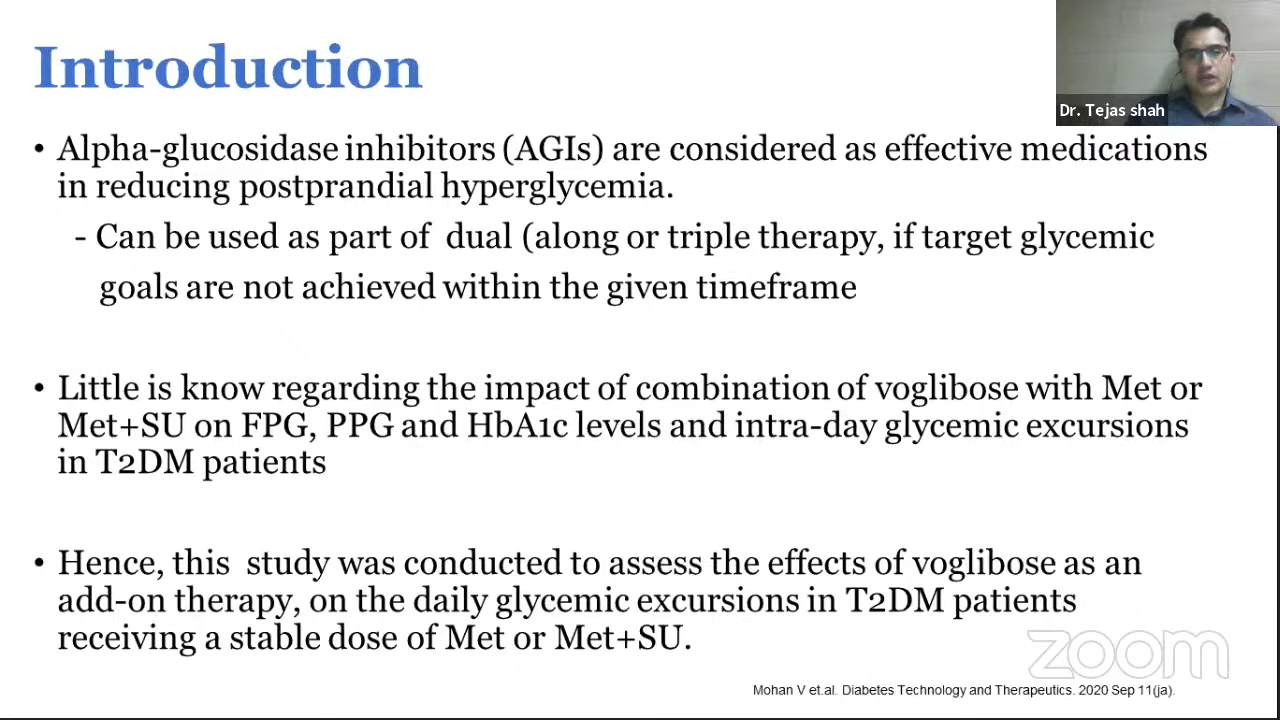 Introduction
Dr. Tejas shah
• Alpha-glucosidase inhibitors (AGIs) are considered as effective medications
in reducing postprandial hyperglycemia.
- Can be used as part of  dual (along or triple therapy, if target glycemic
goals are not achieved within the given timeframe
• Little is know regarding the impact of combination of voglibose with Met or
Met+SU on FPG, PPG and HbA1c levels and intra-day glycemic excursions
in T2DM patients
• Hence, this  study was conducted to assess the effects of voglibose as an
add-on therapy, on the daily glycemic excursions in T2DM patients
receiving a stable dose of Met or Met+SU.
zoom
Mohan V et.al. Diabetes Technology and Therapeutics. 2020 Sep 11(ja).